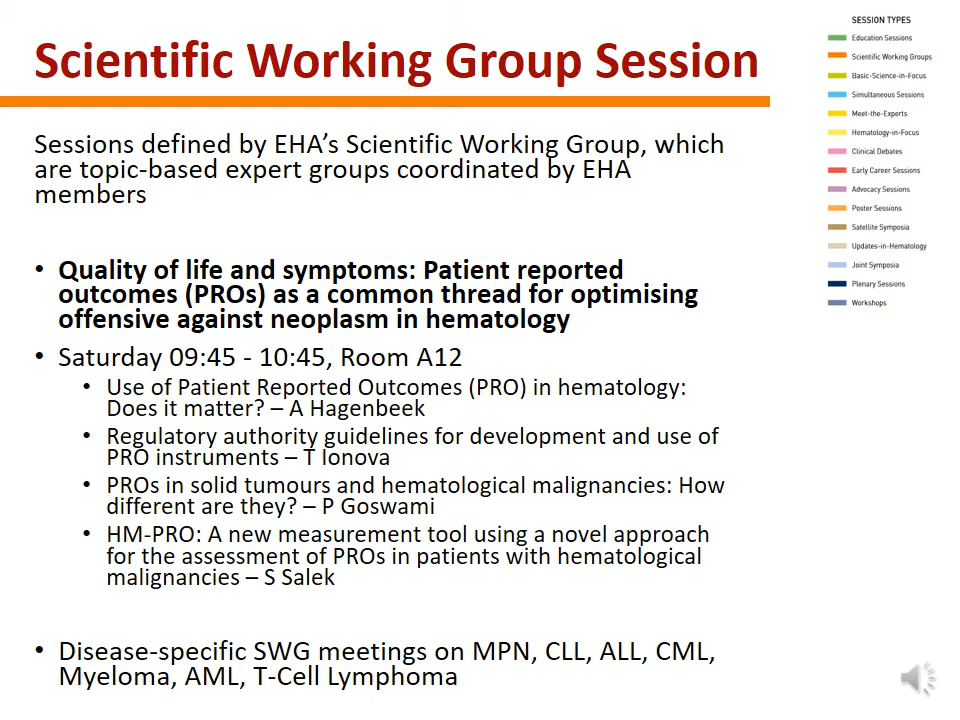 Scientific Working Group Session
Sessions defined by EHA’s Scientific Working Group, which
are topic-based expert groups coordinated by EHA
members
• Quality of life and symptoms: Patient reported
outcomes (PROs) as a common thread for optimising
offensive against neoplasm in hematology
• Saturday 09:45 - 10:45, Room A12
• Use of Patient Reported Outcomes (PRO) in hematology:
Does it matter? – A Hagenbeek
• Regulatory authority guidelines for development and use of
PRO instruments – T Ionova
• PROs in solid tumours and hematological malignancies: How
different are they? – P Goswami
• HM-PRO: A new measurement tool using a novel approach
for the assessment of PROs in patients with hematological
malignancies – S Salek
• Disease-specific SWG meetings on MPN, CLL, ALL, CML,
Myeloma, AML, T-Cell Lymphoma
SESSION TYPES
Education Sessions
Scientific Working Groups
Basic-Science-in-Focus
Simultaneous Sessions
Meet-the-Experts
Hematology-in-Focus
Clinical Debates
Early Career Sessions
Advocacy Sessions
Poster Sessions
Satellite Symposia
Updates-in-Hematology
Joint Symposia
Plenary Sessions
Workshops